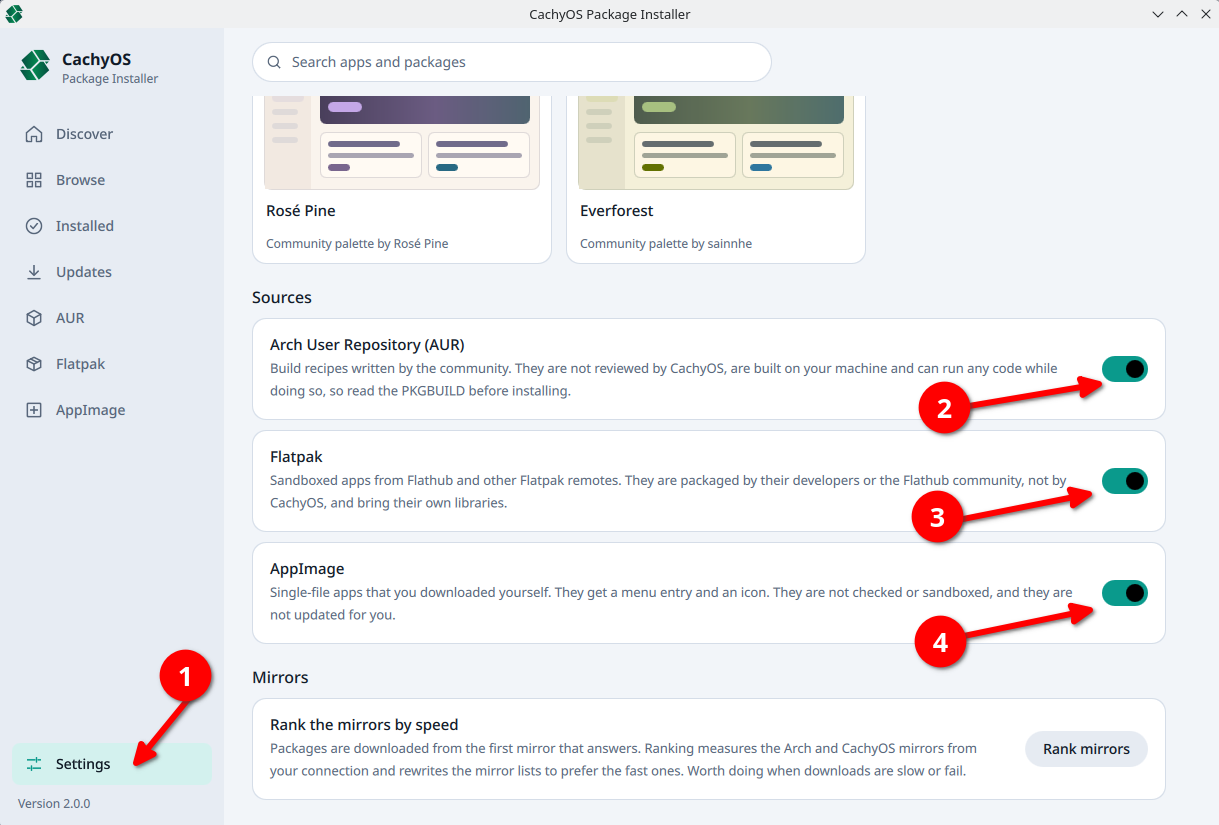 CachyOS Package Installer
CachyOS
Package Installer
Search apps and packages
Discover
Browse
Installed
Updates
AUR
Flatpak
AppImage
Rosé Pine
Community palette by Rosé Pine
Everforest
Community palette by sainnhe
Sources
Arch User Repository (AUR)
Build recipes written by the community. They are not reviewed by CachyOS, are built on your machine and can run any code while
doing so, so read the PKGBUILD before installing.
2
Flatpak
Sandboxed apps from Flathub and other Flatpak remotes. They are packaged by their developers or the Flathub community, not by
CachyOS, and bring their own libraries.
3
AppImage
Single-file apps that you downloaded yourself. They get a menu entry and an icon. They are not checked or sandboxed, and they are
not updated for you.
4
Mirrors
Rank the mirrors by speed
Packages are downloaded from the first mirror that answers. Ranking measures the Arch and CachyOS mirrors from
your connection and rewrites the mirror lists to prefer the fast ones. Worth doing when downloads are slow or fail.
Rank mirrors
1
Settings
Version 2.0.0